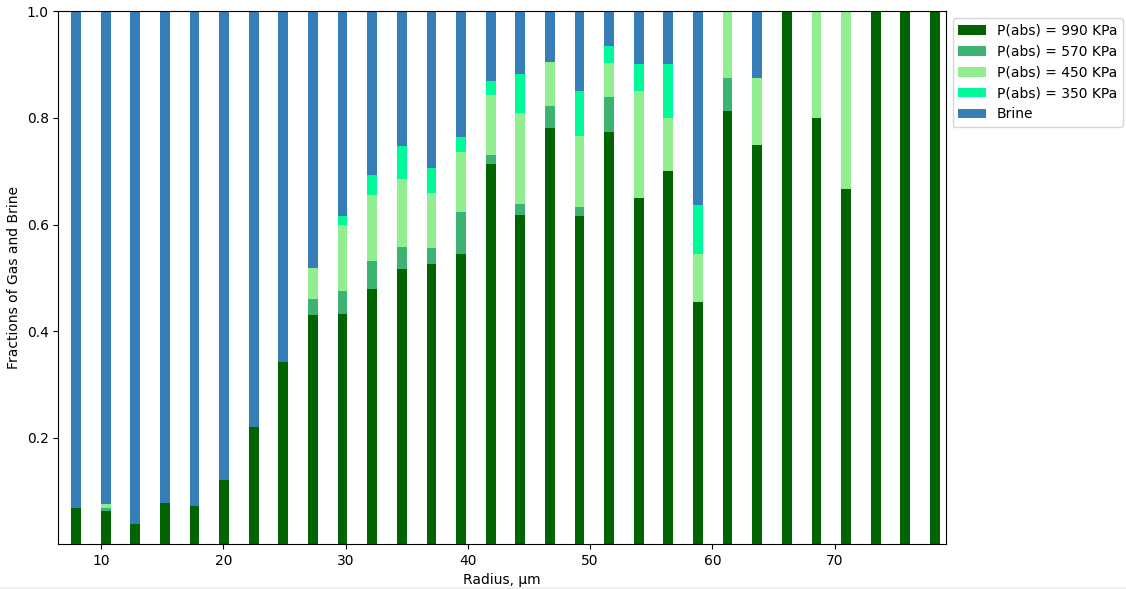 1.0
0.8
0.6
0.4
0.2
Fractions of Gas and Brine
10 20 30 40 50 60 70
Radius, μm
P(abs) = 990 KPa
P(abs) = 570 KPa
P(abs) = 450 KPa
P(abs) = 350 KPa
Brine